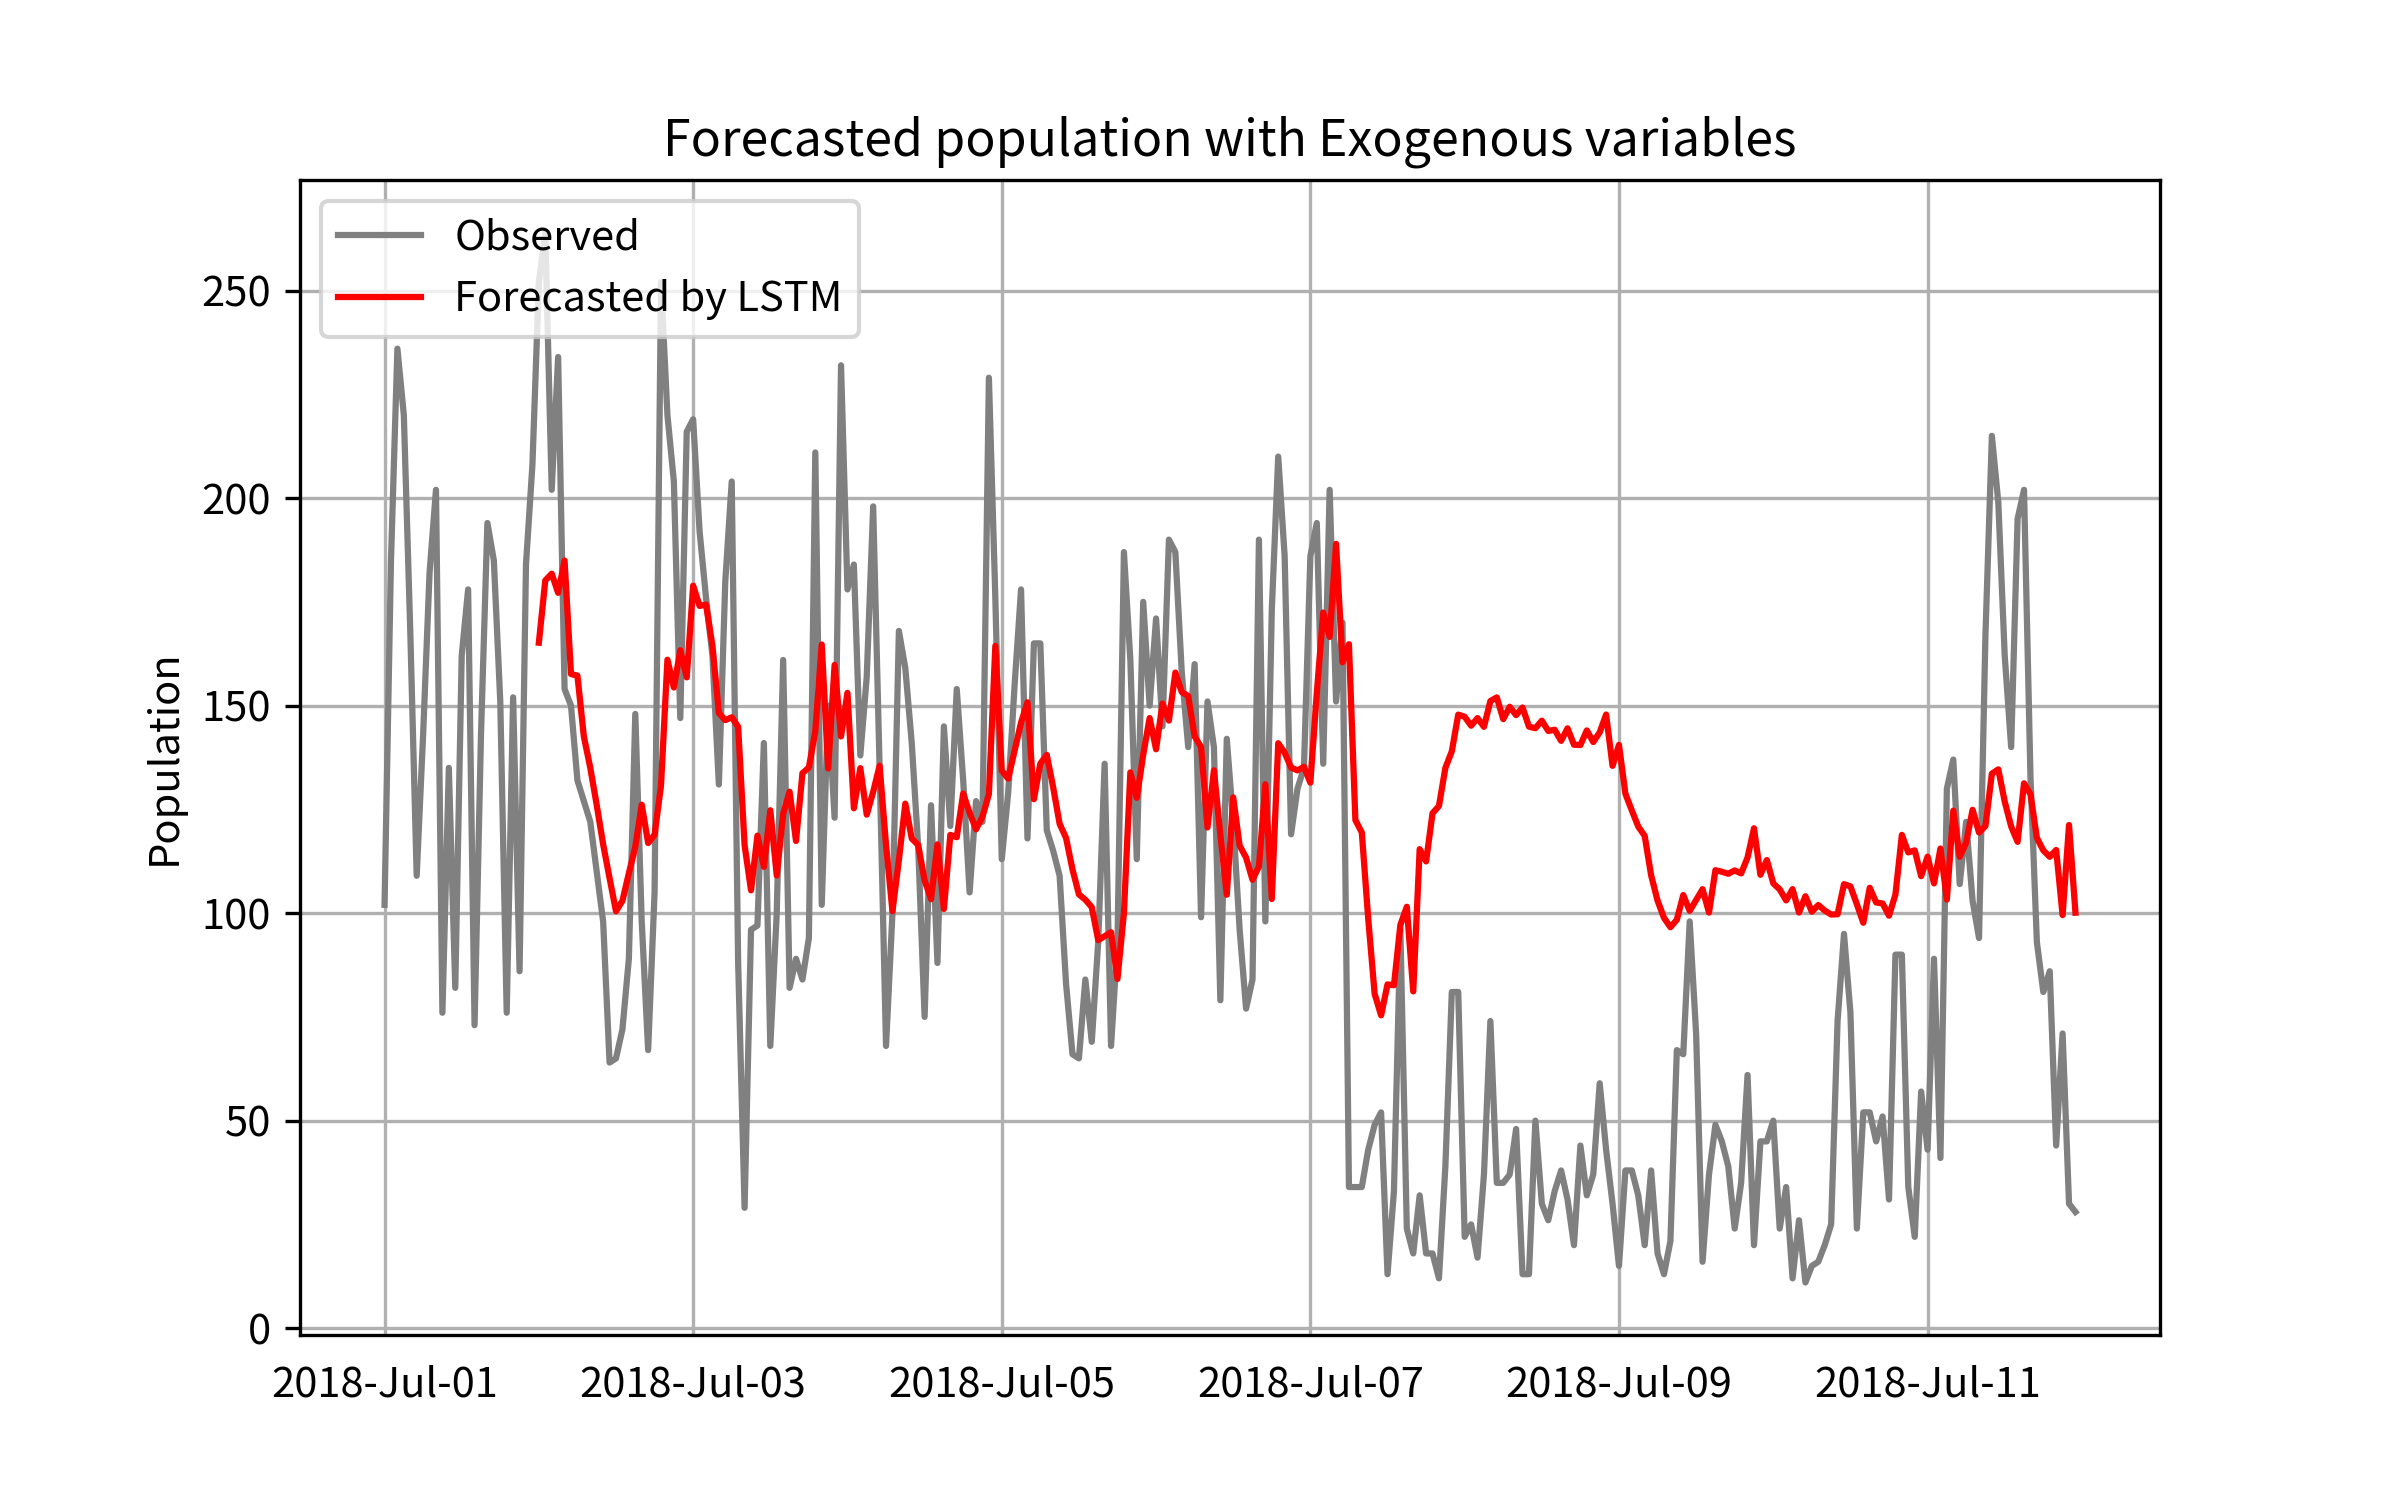 Forecasted population with Exogenous variables
Observed
Forecasted by LSTM
Population
250
200
150
100
50
0
2018-Jul-01 2018-Jul-03 2018-Jul-05 2018-Jul-07 2018-Jul-09 2018-Jul-11